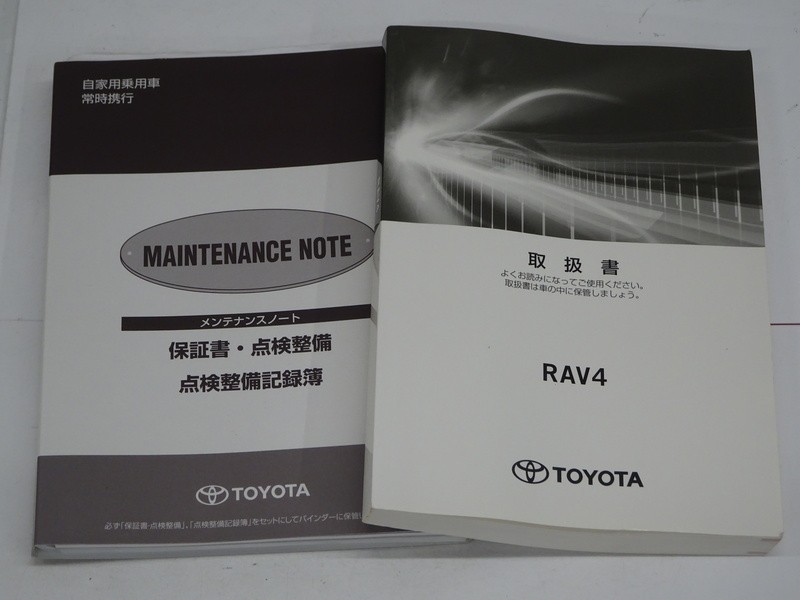 自家用乗用車
常時携行
MAINTENANCE NOTE
メンテナンスノート
保証書・点検整備
点検整備記録簿
TOYOTA
必ず「保証書・点検整備」、「点検整備記録簿」をセットにしてバインダーに保管
取扱書
よくお読みになってご使用ください。
取扱書は車の中に保管しましょう。
RAV4
TOYOTA